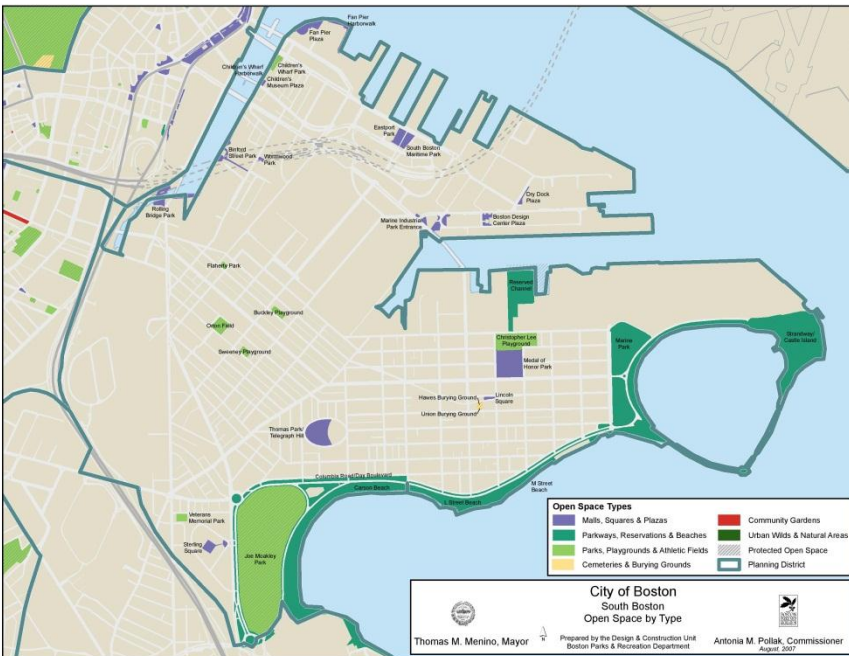 Fan Pier
Harborwalk
Fan Pier
Plaza
Children's Wharf
Harborwalk
Children's
Wharf Park
Children's
Museum Plaza
Eastport
Park
South Boston
Maritime Park
Binford
Street Park
Wormwood
Park
Dry Dock
Plaza
Rolling
Bridge Park
Marine Industrial
Park Entrance
Boston Design
Center Plaza
Flaherty Park
Reserved
Channel
Buckley Playground
Orton Field
Sweeney Playground
Christopher Lee
Playground
Marine
Park
Strandway/
Castle Island
Medal of
Honor Park
Hawes Burying Ground
Lincoln
Square
Union Burying Ground
Thomas Park/
Telegraph Hill
Columbia Road/Day Boulevard
Carson Beach
L Street Beach
M Street
Beach
Veterans
Memorial Park
Sterling
Square
Joe Moakley
Park
Open Space Types
Malls, Squares & Plazas
Parkways, Reservations & Beaches
Parks, Playgrounds & Athletic Fields
Cemeteries & Burying Grounds
Community Gardens
Urban Wilds & Natural Areas
Protected Open Space
Planning District
City of Boston
South Boston
Open Space by Type
Thomas M. Menino, Mayor
N
Prepared by the Design & Construction Unit
Boston Parks & Recreation Department
Antonia M. Pollak, Commissioner
August, 2007